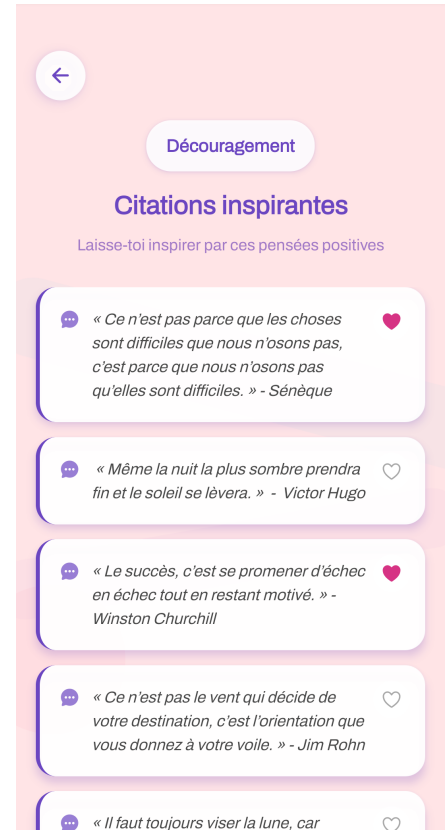 Découragement
Citations inspirantes
Laisse-toi inspirer par ces pensées positives
« Ce n’est pas parce que les choses
sont difficiles que nous n’osons pas,
c’est parce que nous n’osons pas
qu’elles sont difficiles. » - Sénèque
« Même la nuit la plus sombre prendra
fin et le soleil se lèvera. » - Victor Hugo
« Le succès, c’est se promener d’échec
en échec tout en restant motivé. » -
Winston Churchill
« Ce n’est pas le vent qui décide de
votre destination, c’est l’orientation que
vous donnez à votre voile. » - Jim Rohn
« Il faut toujours viser la lune, car